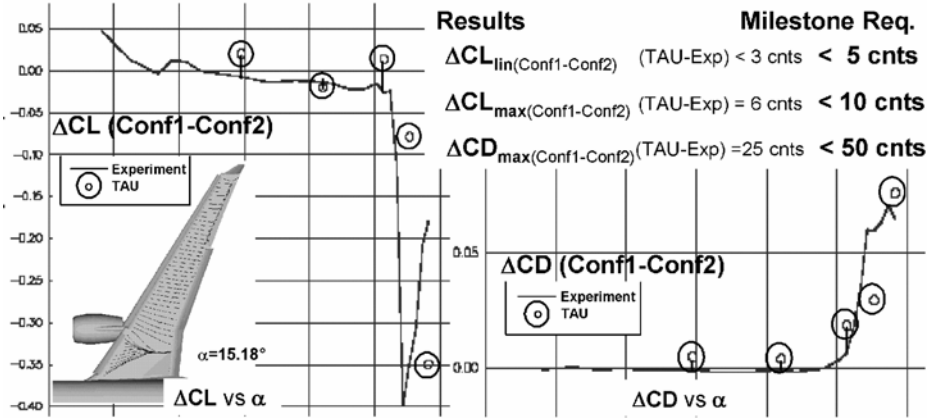 Results Milestone Req.
ΔCLlin(Conf1-Conf2) (TAU-Exp) < 3 cnts < 5 cnts
ΔCLmax(Conf1-Conf2) (TAU-Exp) = 6 cnts < 10 cnts
ΔCDmax(Conf1-Conf2) (TAU-Exp) =25 cnts < 50 cnts
0.05
0.00
-0.05
-0.10
-0.15
-0.20
-0.25
-0.30
-0.35
-0.40
ΔCL (Conf1-Conf2)
Experiment
TAU
α=15.18°
ΔCL vs α
0.05
0.00
ΔCD (Conf1-Conf2)
Experiment
TAU
ΔCD vs α